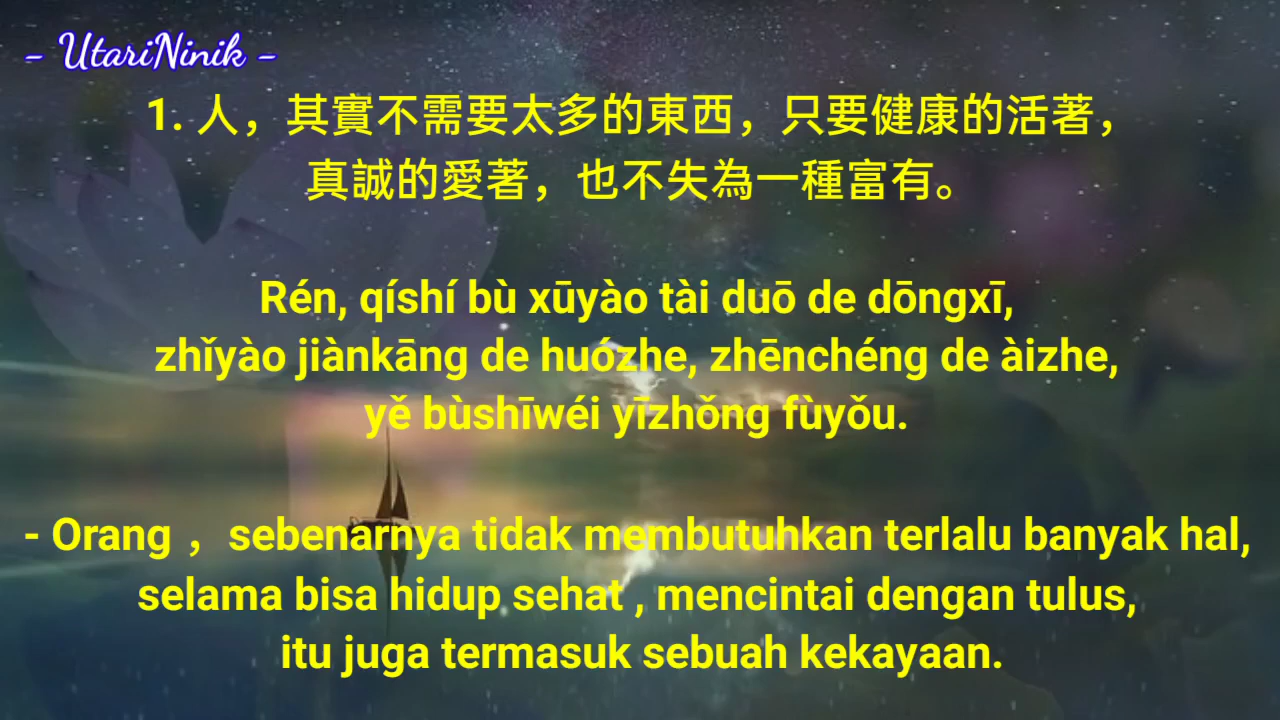 - UtariNinik -
1. 人，其實不需要太多的東西，只要健康的活著，
真誠的愛著，也不失為一種富有。
Rén, qíshí bù xūyào tài duō de dōngxī,
zhǐyào jiànkāng de huózhe, zhēnchéng de àizhe,
yě bùshīwéi yīzhǒng fùyǒu.
- Orang ，sebenarnya tidak membutuhkan terlalu banyak hal,
selama bisa hidup sehat , mencintai dengan tulus,
itu juga termasuk sebuah kekayaan.